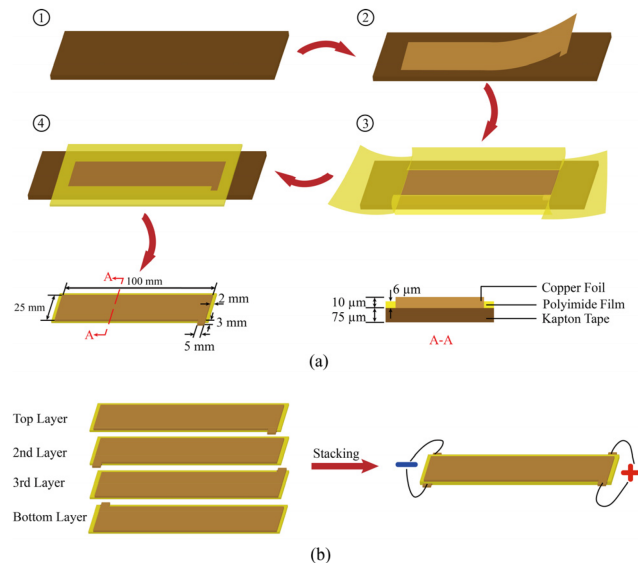 ①
②
④
③
A
100 mm
25 mm
2 mm
3 mm
A
5 mm
6 µm
10 µm
75 µm
Copper Foil
Polyimide Film
Kapton Tape
A-A
(a)
Top Layer
2nd Layer
3rd Layer
Bottom Layer
Stacking
(b)